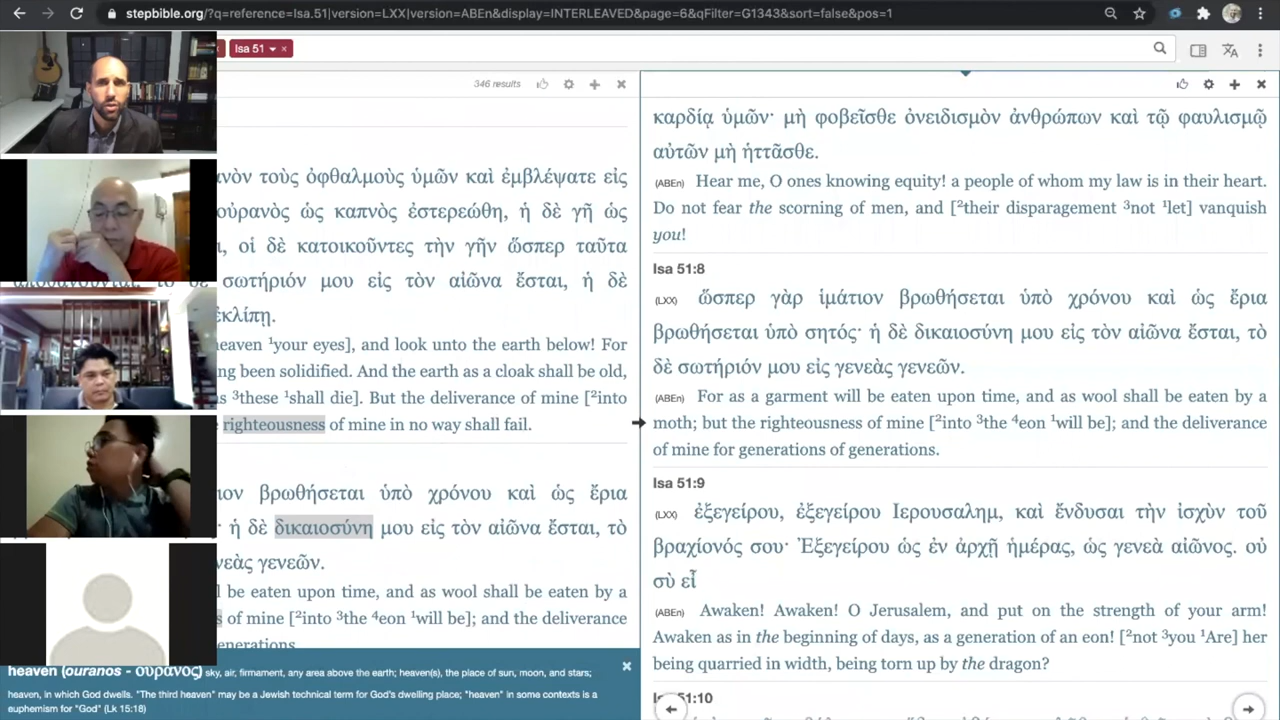 stepbible.org/?q=reference=Isa.51|version=LXX|version=ABEn&display=INTERLEAVED&page=6&qFilter=G1343&sort=false&pos=1
Isa 51
346 results
νὸν τοὺς ὀφθαλμοὺς ὑμῶν καὶ ἐμβλέψατε εἰς
οὐρανὸς ὡς καπνὸς ἐστερεώθη, ἡ δὲ γῆ ὡς
οἱ δὲ κατοικοῦντες τὴν γῆν ὥσπερ ταῦτα
σωτήριόν μου εἰς τὸν αἰῶνα ἔσται, ἡ δὲ
ἐκλίπῃ.
eaven ¹your eyes], and look unto the earth below! For
ng been solidified. And the earth as a cloak shall be old,
s ³these ¹shall die]. But the deliverance of mine [²into
righteousness of mine in no way shall fail.
ιον βρωθήσεται ὑπὸ χρόνου καὶ ὡς ἔρια
ἡ δὲ δικαιοσύνη μου εἰς τὸν αἰῶνα ἔσται, τὸ
νεὰς γενεῶν.
l be eaten upon time, and as wool shall be eaten by a
s of mine [²into ³the ⁴eon ¹will be]; and the deliverance
enerations.
heaven (ouranos - οὐρανός) sky, air, firmament, any area above the earth; heaven(s), the place of sun, moon, and stars;
heaven, in which God dwells. "The third heaven" may be a Jewish technical term for God's dwelling place; "heaven" in some contexts is a
euphemism for "God" (Lk 15:18)
καρδίᾳ ὑμῶν· μὴ φοβεῖσθε ὀνειδισμὸν ἀνθρώπων καὶ τῷ φαυλισμῷ
αὐτῶν μὴ ἡττᾶσθε.
(ABEn) Hear me, O ones knowing equity! a people of whom my law is in their heart.
Do not fear the scorning of men, and [²their disparagement ³not ¹let] vanquish
you!
Isa 51:8
(LXX) ὥσπερ γὰρ ἱμάτιον βρωθήσεται ὑπὸ χρόνου καὶ ὡς ἔρια
βρωθήσεται ὑπὸ σητός· ἡ δὲ δικαιοσύνη μου εἰς τὸν αἰῶνα ἔσται, τὸ
δὲ σωτήριόν μου εἰς γενεὰς γενεῶν.
(ABEn) For as a garment will be eaten upon time, and as wool shall be eaten by a
moth; but the righteousness of mine [²into ³the ⁴eon ¹will be]; and the deliverance
of mine for generations of generations.
Isa 51:9
(LXX) ἐξεγείρου, ἐξεγείρου Ιερουσαλημ, καὶ ἔνδυσαι τὴν ἰσχὺν τοῦ
βραχίονός σου· Ἐξεγείρου ὡς ἐν ἀρχῇ ἡμέρας, ὡς γενεὰ αἰῶνος. οὐ
σὺ εἶ
(ABEn) Awaken! Awaken! O Jerusalem, and put on the strength of your arm!
Awaken as in the beginning of days, as a generation of an eon! [²not ³you ¹Are] her
being quarried in width, being torn up by the dragon?
Isa 51:10